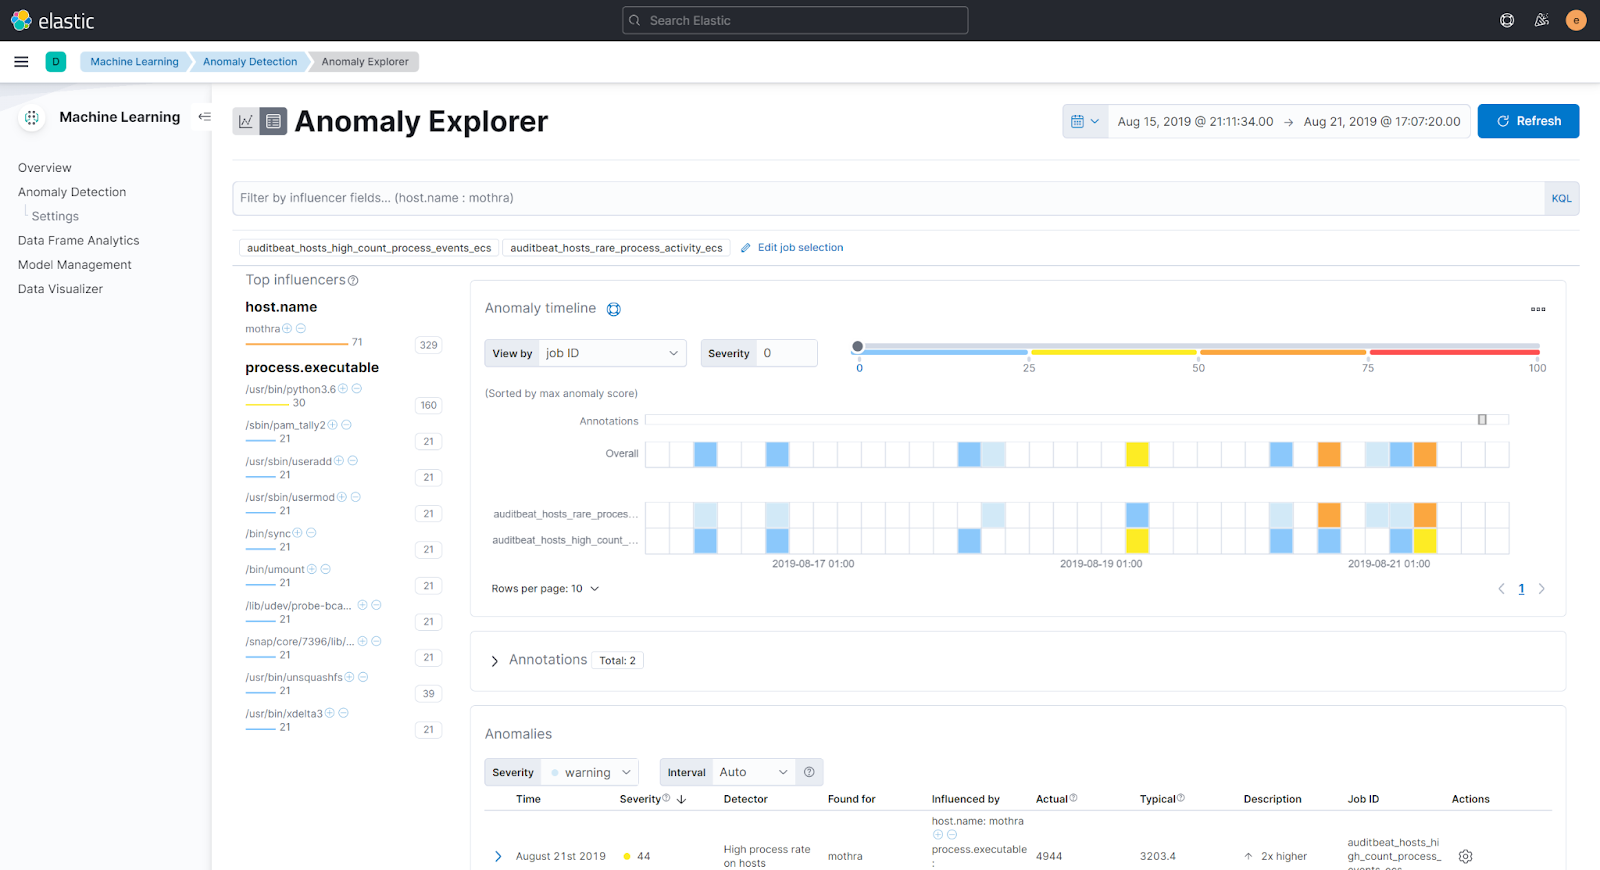 elastic
Search Elastic
e
D
Machine Learning
Anomaly Detection
Anomaly Explorer
Machine Learning
Overview
Anomaly Detection
Settings
Data Frame Analytics
Model Management
Data Visualizer
Anomaly Explorer
Aug 15, 2019 @ 21:11:34.00 → Aug 21, 2019 @ 17:07:20.00
Refresh
Filter by influencer fields... (host.name : mothra)
KQL
auditbeat_hosts_high_count_process_events_ecs
auditbeat_hosts_rare_process_activity_ecs
Edit job selection
Top influencers
host.name
mothra
71
329
process.executable
/usr/bin/python3.6
30
160
/sbin/pam_tally2
21
21
/usr/sbin/useradd
21
21
/usr/sbin/usermod
21
21
/bin/sync
21
21
/bin/umount
21
21
/lib/udev/probe-bca...
21
21
/snap/core/7396/lib/...
21
21
/usr/bin/unsquashfs
21
39
/usr/bin/xdelta3
21
21
Anomaly timeline
View by job ID
Severity 0
0 25 50 75 100
(Sorted by max anomaly score)
Annotations
Overall
auditbeat_hosts_rare_proces...
auditbeat_hosts_high_count_...
2019-08-17 01:00 2019-08-19 01:00 2019-08-21 01:00
Rows per page: 10
1
Annotations Total: 2
Anomalies
Severity warning
Interval Auto
Time Severity Detector Found for Influenced by Actual Typical Description Job ID Actions
August 21st 2019
44
High process rate
on hosts
mothra
host.name: mothra
process.executable
:
4944
3203.4
↑ 2x higher
auditbeat_hosts_hi
gh_count_process_
events_ecs